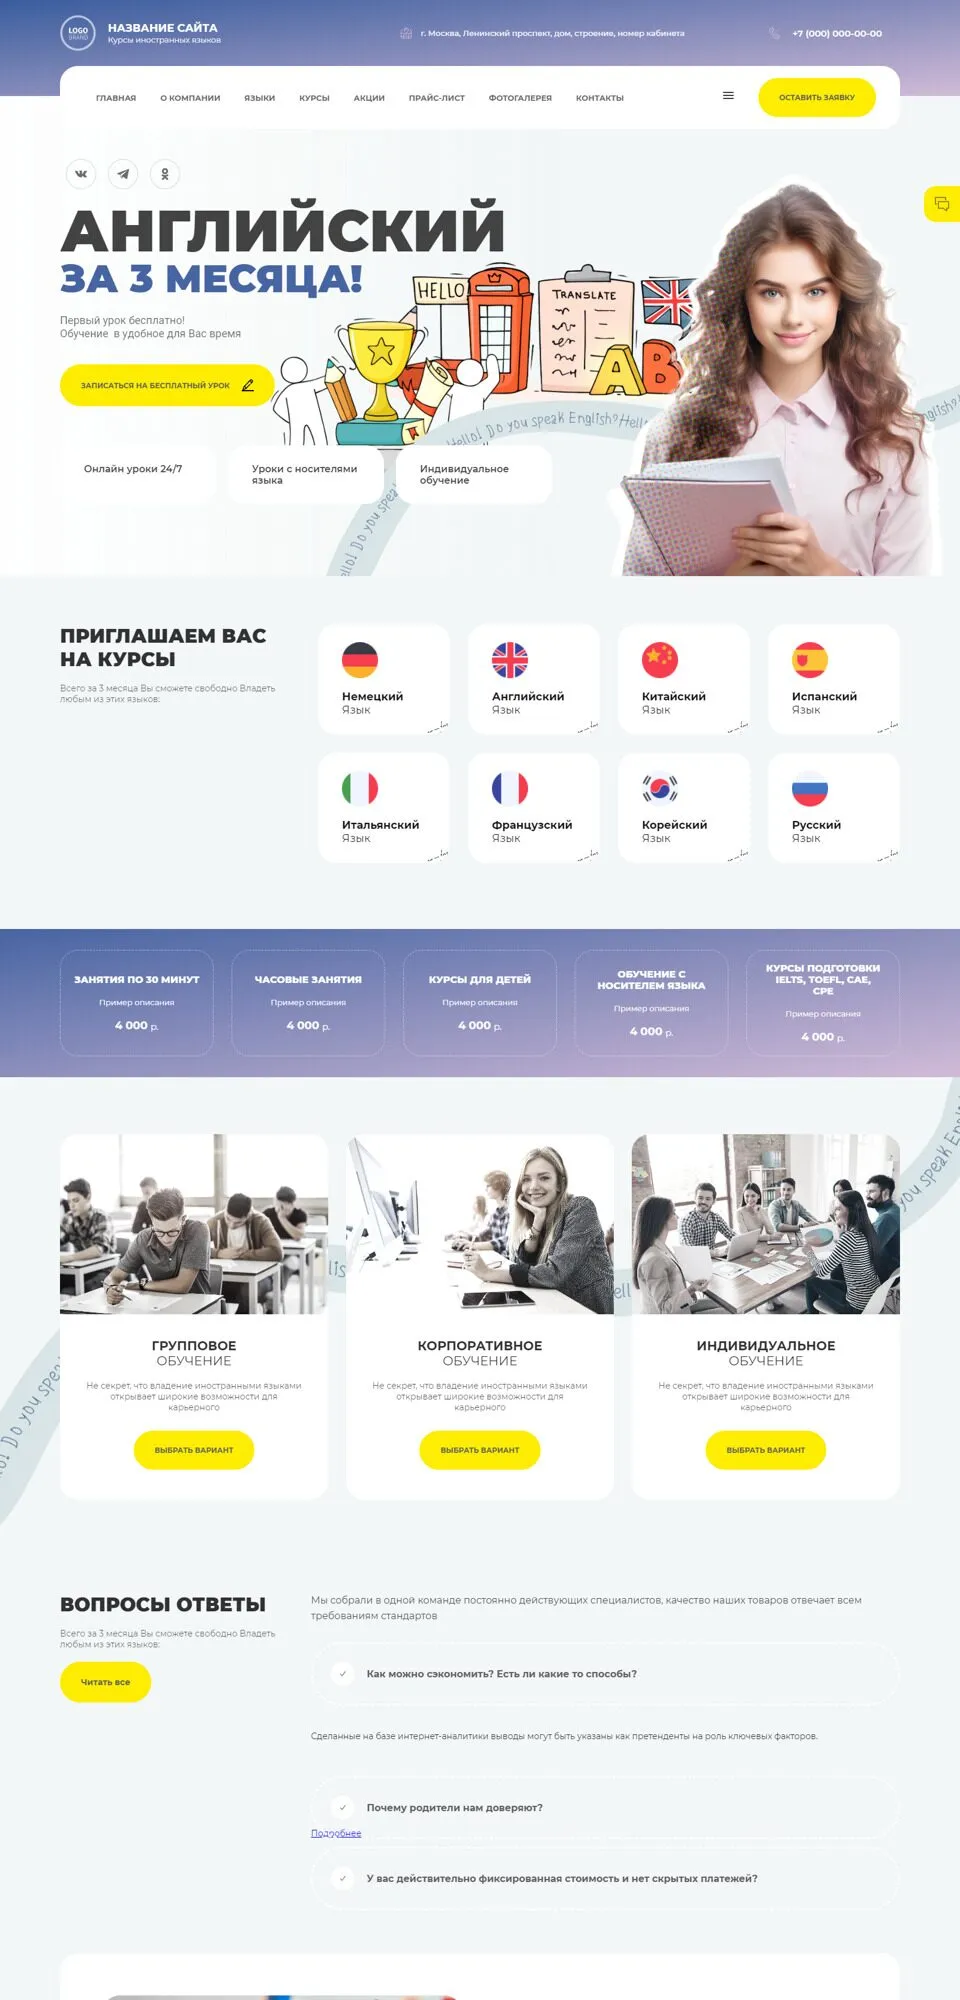 LOGO
BRAND
НАЗВАНИЕ САЙТА
Курсы иностранных языков
г. Москва, Ленинский проспект, дом, строение, номер кабинета
+7 (000) 000-00-00
ГЛАВНАЯ
О КОМПАНИИ
ЯЗЫКИ
КУРСЫ
АКЦИИ
ПРАЙС-ЛИСТ
ФОТОГАЛЕРЕЯ
КОНТАКТЫ
ОСТАВИТЬ ЗАЯВКУ
АНГЛИЙСКИЙ
ЗА 3 МЕСЯЦА!
Первый урок бесплатно!
Обучение в удобное для Вас время
ЗАПИСАТЬСЯ НА БЕСПЛАТНЫЙ УРОК
HELLO
TRANSLATE
AB
Hello! Do you speak English? Hell
English?
Hello! Do you spea
Онлайн уроки 24/7
Уроки с носителями
языка
Индивидуальное
обучение
ПРИГЛАШАЕМ ВАС
НА КУРСЫ
Всего за 3 месяца Вы сможете свободно Владеть
любым из этих языков:
Немецкий
Язык
Английский
Язык
Китайский
Язык
Испанский
Язык
Итальянский
Язык
Французский
Язык
Корейский
Язык
Русский
Язык
ЗАНЯТИЯ ПО 30 МИНУТ
Пример описания
4 000 р.
ЧАСОВЫЕ ЗАНЯТИЯ
Пример описания
4 000 р.
КУРСЫ ДЛЯ ДЕТЕЙ
Пример описания
4 000 р.
ОБУЧЕНИЕ С
НОСИТЕЛЕМ ЯЗЫКА
Пример описания
4 000 р.
КУРСЫ ПОДГОТОВКИ
IELTS, TOEFL, CAE,
CPE
Пример описания
4 000 р.
you speak Engl
ГРУППОВОЕ
ОБУЧЕНИЕ
Не секрет, что владение иностранными языками
открывает широкие возможности для
карьерного
ВЫБРАТЬ ВАРИАНТ
КОРПОРАТИВНОЕ
ОБУЧЕНИЕ
Не секрет, что владение иностранными языками
открывает широкие возможности для
карьерного
ВЫБРАТЬ ВАРИАНТ
ИНДИВИДУАЛЬНОЕ
ОБУЧЕНИЕ
Не секрет, что владение иностранными языками
открывает широкие возможности для
карьерного
ВЫБРАТЬ ВАРИАНТ
lo! Do you spe
ВОПРОСЫ ОТВЕТЫ
Всего за 3 месяца Вы сможете свободно Владеть
любым из этих языков:
Читать все
Мы собрали в одной команде постоянно действующих специалистов, качество наших товаров отвечает всем
требованиям стандартов
Как можно сэкономить? Есть ли какие то способы?
Сделанные на базе интернет-аналитики выводы могут быть указаны как претенденты на роль ключевых факторов.
Почему родители нам доверяют?
Подробнее
У вас действительно фиксированная стоимость и нет скрытых платежей?